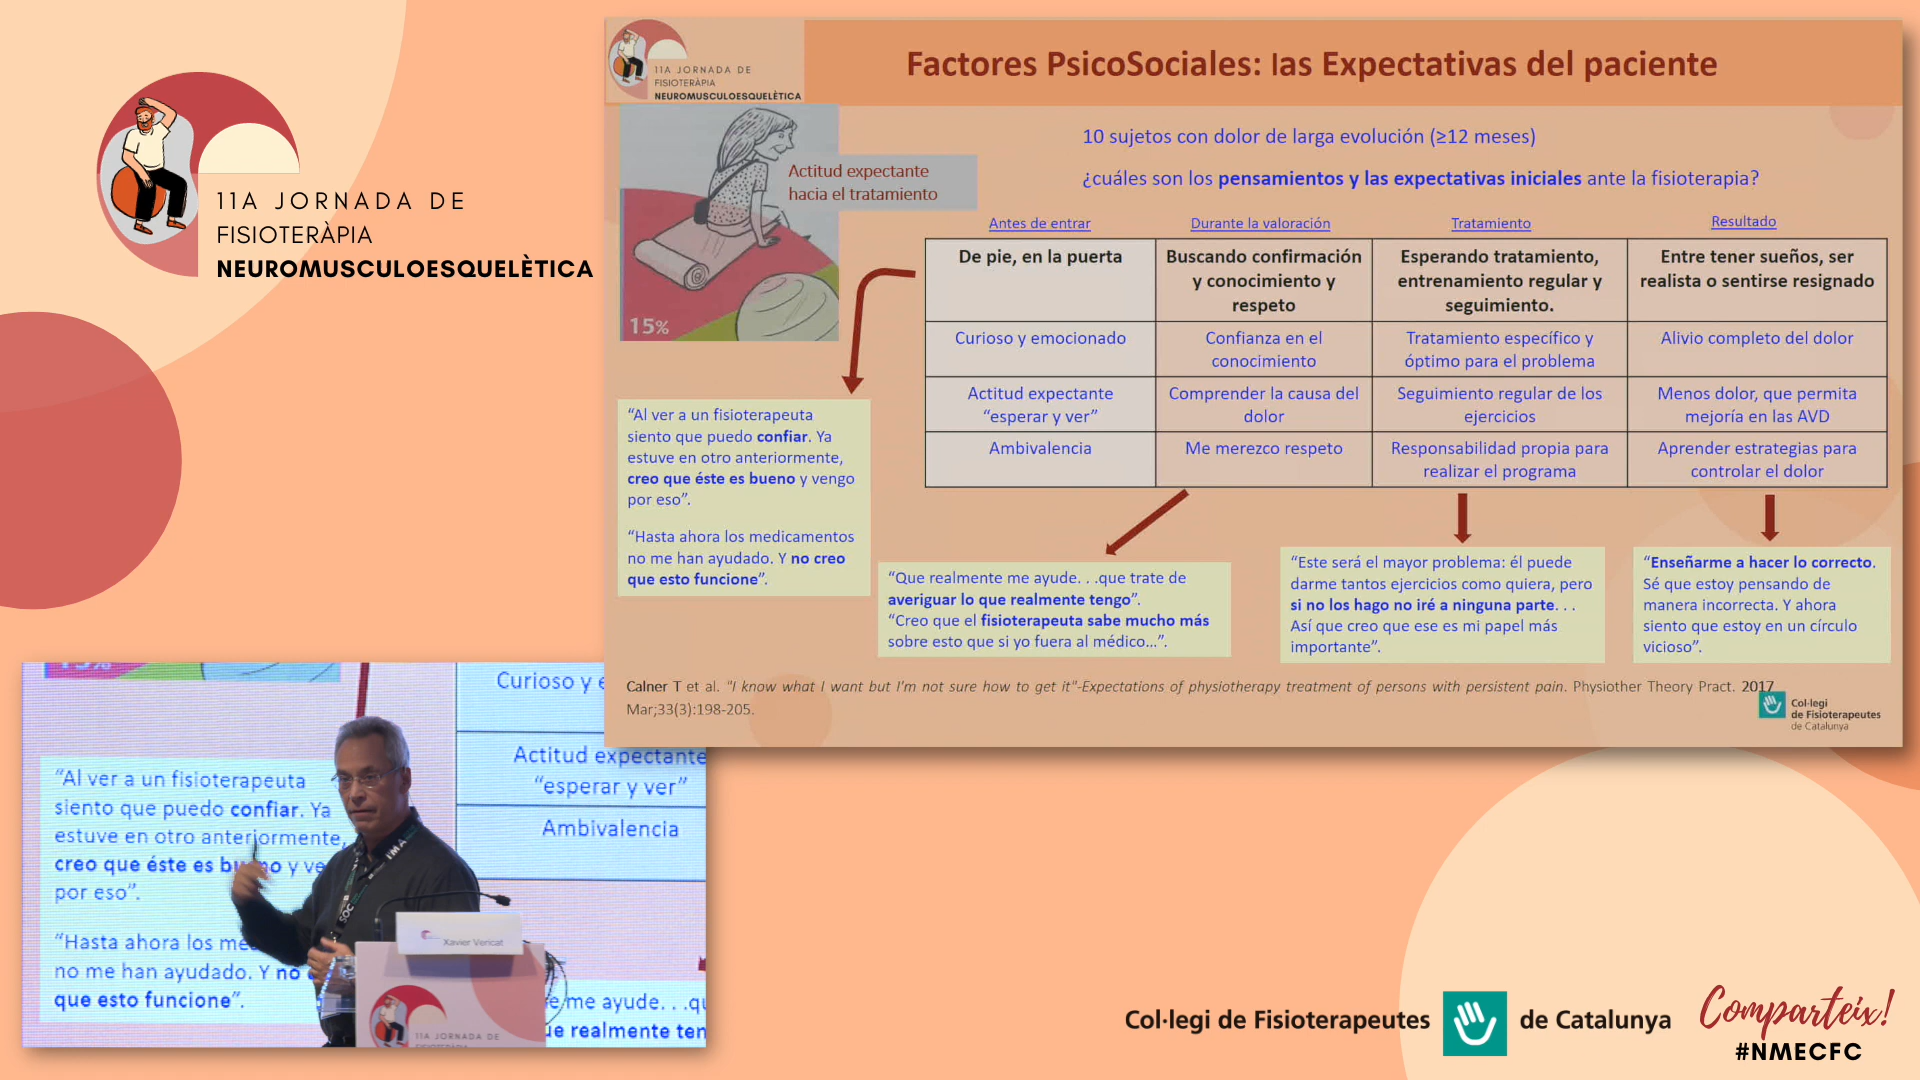 11A JORNADA DE
FISIOTERÀPIA
NEUROMUSCULOESQUELÈTICA
11A JORNADA DE
FISIOTERÀPIA
NEUROMUSCULOESQUELÈTICA
Factores PsicoSociales: las Expectativas del paciente
Actitud expectante
hacia el tratamiento
15%
10 sujetos con dolor de larga evolución (≥12 meses)
¿cuáles son los pensamientos y las expectativas iniciales ante la fisioterapia?
Antes de entrar
Durante la valoración
Tratamiento
Resultado
De pie, en la puerta
Buscando confirmación
y conocimiento y
respeto
Esperando tratamiento,
entrenamiento regular y
seguimiento.
Entre tener sueños, ser
realista o sentirse resignado
Curioso y emocionado
Confianza en el
conocimiento
Tratamiento específico y
óptimo para el problema
Alivio completo del dolor
Actitud expectante
“esperar y ver”
Comprender la causa del
dolor
Seguimiento regular de los
ejercicios
Menos dolor, que permita
mejoría en las AVD
Ambivalencia
Me merezco respeto
Responsabilidad propia para
realizar el programa
Aprender estrategias para
controlar el dolor
“Al ver a un fisioterapeuta
siento que puedo confiar. Ya
estuve en otro anteriormente,
creo que éste es bueno y vengo
por eso”.
“Hasta ahora los medicamentos
no me han ayudado. Y no creo
que esto funcione”.
“Que realmente me ayude. . .que trate de
averiguar lo que realmente tengo”.
“Creo que el fisioterapeuta sabe mucho más
sobre esto que si yo fuera al médico...”.
“Este será el mayor problema: él puede
darme tantos ejercicios como quiera, pero
si no los hago no iré a ninguna parte. . .
Así que creo que ese es mi papel más
importante”.
“Enseñarme a hacer lo correcto.
Sé que estoy pensando de
manera incorrecta. Y ahora
siento que estoy en un círculo
vicioso”.
Calner T et al. "I know what I want but I'm not sure how to get it"-Expectations of physiotherapy treatment of persons with persistent pain. Physiother Theory Pract. 2017
Mar;33(3):198-205.
Col·legi
de Fisioterapeutes
de Catalunya
Curioso y e
Actitud expectante
“esperar y ver”
Ambivalencia
“Al ver a un fisioterapeuta
siento que puedo confiar. Ya
estuve en otro anteriormente,
creo que éste es bueno y ve
por eso”.
“Hasta ahora los me
no me han ayudado. Y no
que esto funcione”.
Xavier Vericat
11A JORNADA DE
e me ayude. . .qu
ue realmente ten
Col·legi de Fisioterapeutes
de Catalunya
Comparteix!
#NMECFC